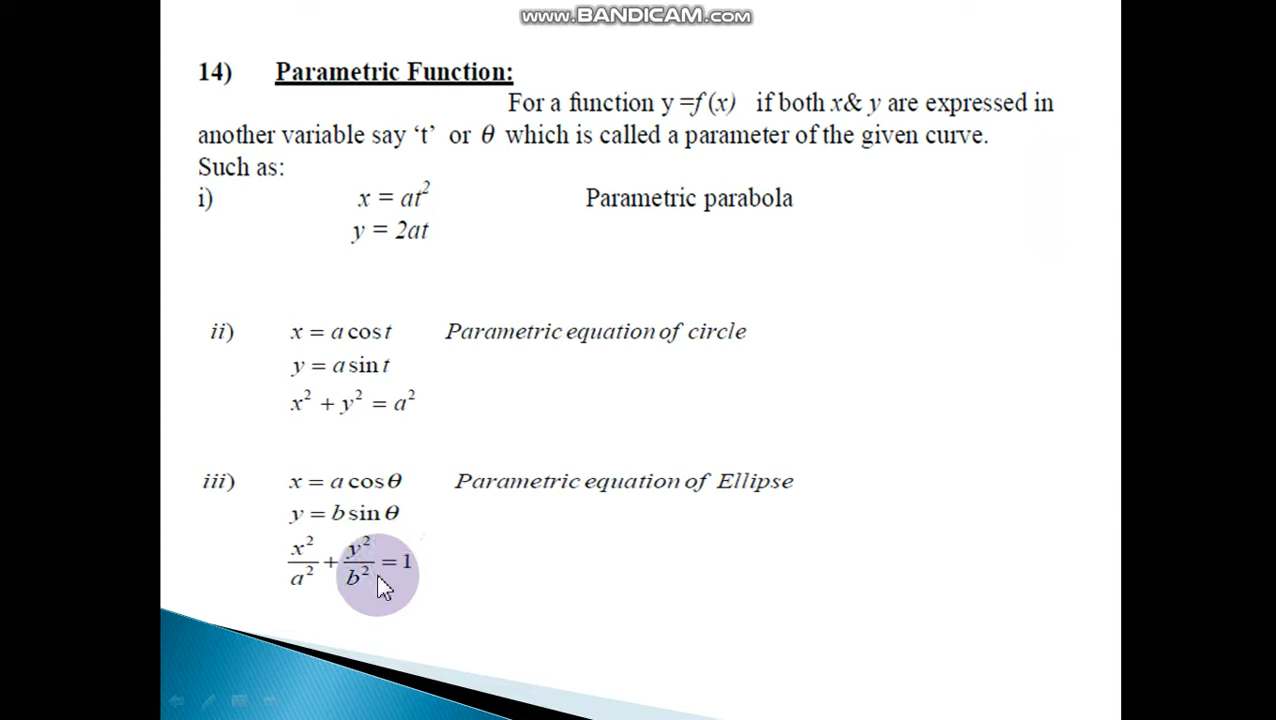 www.BANDICAM.com
14) Parametric Function:
For a function y =f (x) if both x& y are expressed in
another variable say ‘t’ or θ which is called a parameter of the given curve.
Such as:
i) x = at² Parametric parabola
y = 2at
ii) x = a cos t Parametric equation of circle
y = a sin t
x² + y² = a²
iii) x = a cos θ Parametric equation of Ellipse
y = b sin θ
x²/a² + y²/b² = 1